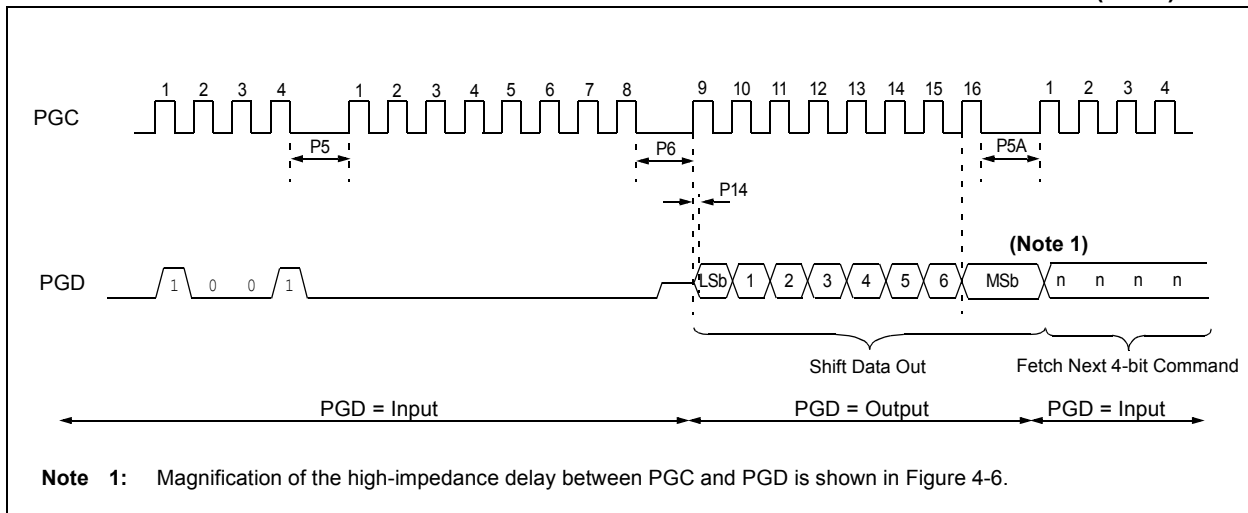 1 2 3 4 1 2 3 4 5 6 7 8 9 10 11 12 13 14 15 16 1 2 3 4
PGC
P5 P6 P5A
P14
(Note 1)
PGD 1 0 0 1 LSb 1 2 3 4 5 6 MSb n n n n
Shift Data Out Fetch Next 4-bit Command
PGD = Input PGD = Output PGD = Input
Note 1: Magnification of the high-impedance delay between PGC and PGD is shown in Figure 4-6.